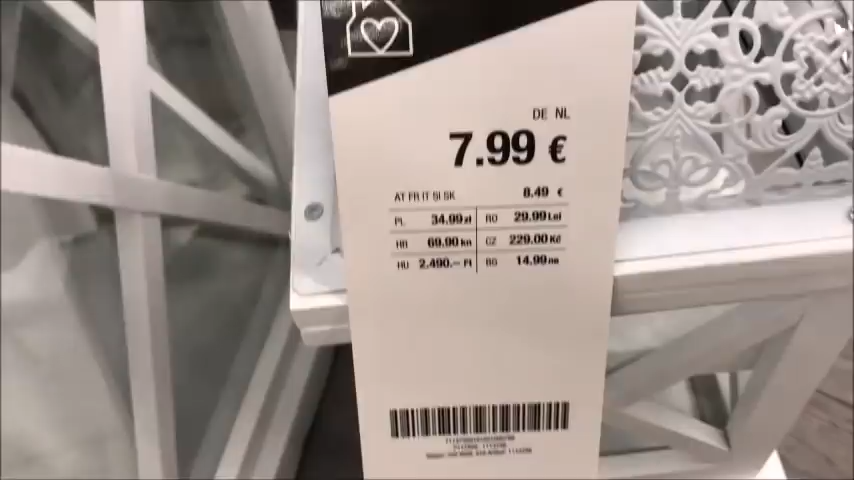 DE NL
7.99 €
AT FR IT SI SK 8.49 €
PL 34.99 zł RO 29.99 Lei
HR 69.90 kn CZ 229.00 Kč
HU 2.490.– Ft BG 14.99 лв